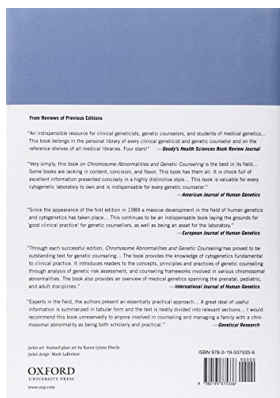 From Reviews of Previous Editions
"An indispensable resource for clinical geneticists, genetic counselors, and students of medical genetics...
This book belongs in the personal library of every clinical geneticist and genetic counselor and on the
reference shelves of all medical libraries. Four stars!" —Doody's Health Sciences Book Review Journal
"Very simply, this book on Chromosome Abnormalities and Genetic Counseling is the best in its field...
Some books are lacking in content, concision, and flavor. This book has them all. It is chock full of
excellent information presented concisely in a highly distinctive style... This book is valuable for every
cytogenetic laboratory to own and is indispensable for every genetic counselor."
—American Journal of Human Genetics
"Since the appearance of the first edition in 1989 a massive development in the field of human genetics
and cytogenetics has taken place... This continues to be an indispensable book laying the grounds for
'good clinical practice' for genetic counsellors, as well as being an asset for the laboratory."
—European Journal of Human Genetics
"Through each successive edition, Chromosome Abnormalities and Genetic Counseling has proved to be
outstanding text for genetic counseling... The book provides the knowledge of cytogenetics fundamental
to clinical practice. It introduces readers to the concepts, principles and practices of genetic counseling
through analysis of genetic risk, assessment, and counseling frameworks involved in various chromosomal
abnormalities. The book also provides an overview of medical genetics spanning the prenatal, pediatric,
and adult disciplines." —International Journal of Human Genetics
"Experts in the field, the authors present an essentially practical approach... A great deal of useful
information is summarized in tabular form and the text is neatly divided into relevant sections... I would
recommend this book unreservedly to anyone involved in counseling and managing a family with a chro-
mosomal abnormality as being both scholarly and practical." —Genetical Research
Jacket art: Stained glass art by Karen Lynne Eberle
Jacket design: Mark LaRiviere
OXFORD
UNIVERSITY PRESS
www.oup.com
ISBN 978-0-19-537533-6
90000
9 780195 375336